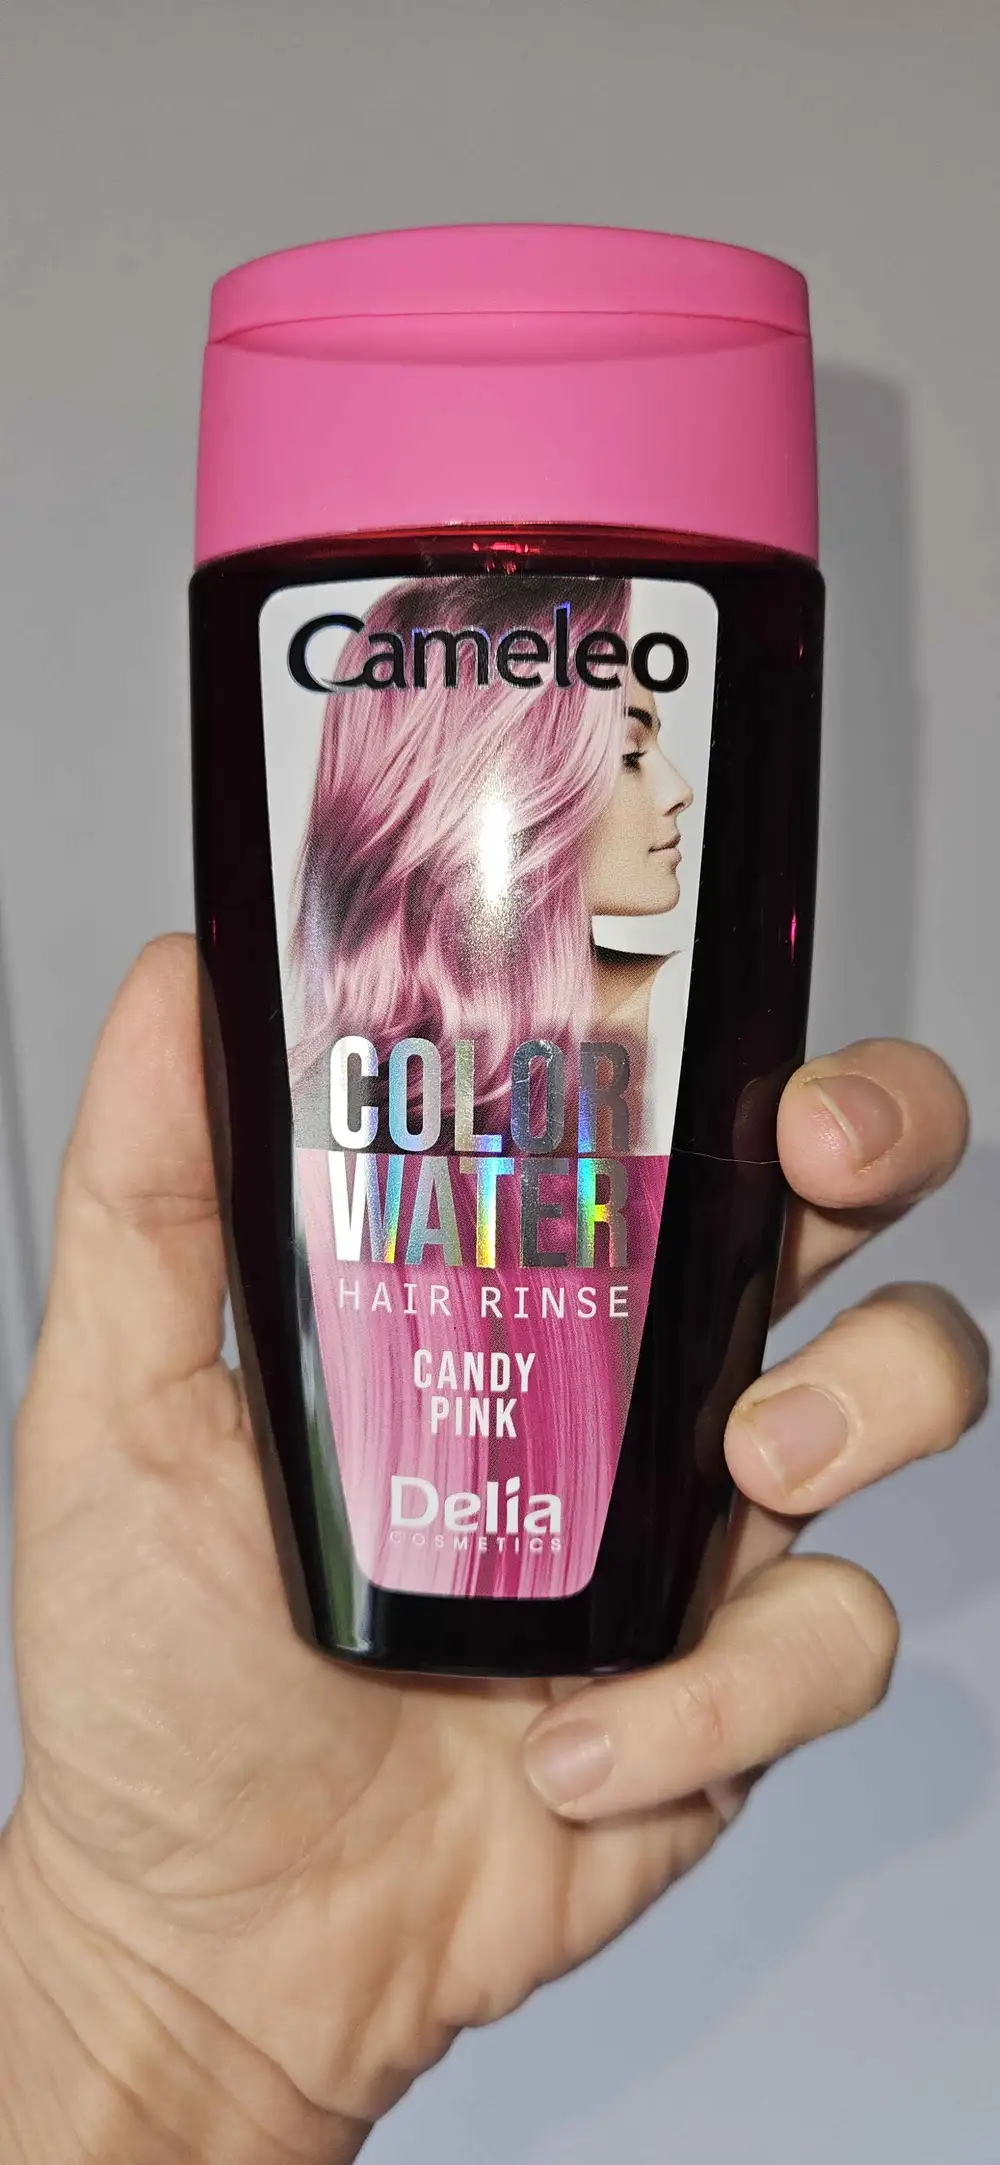 Cameleo
COLOR
WATER
HAIR RINSE
CANDY
PINK
Delia
COSMETICS